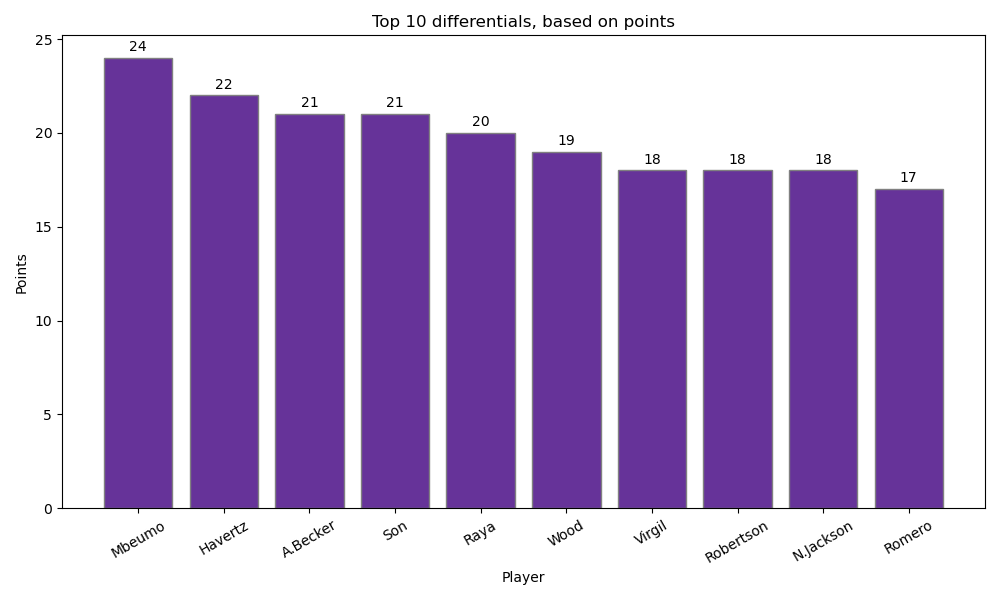 Top 10 differentials, based on points
25
20
15
10
5
0
Points
24
22
21
21
20
19
18
18
18
17
Mbeumo
Havertz
A.Becker
Son
Raya
Wood
Virgil
Robertson
N.Jackson
Romero
Player